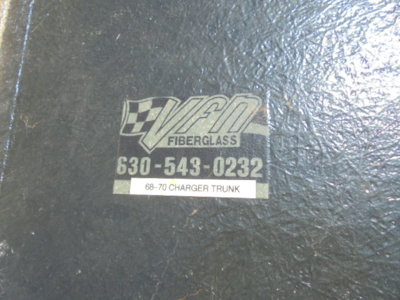 VFN
FIBERGLASS
630-543-0232
68-70 CHARGER TRUNK